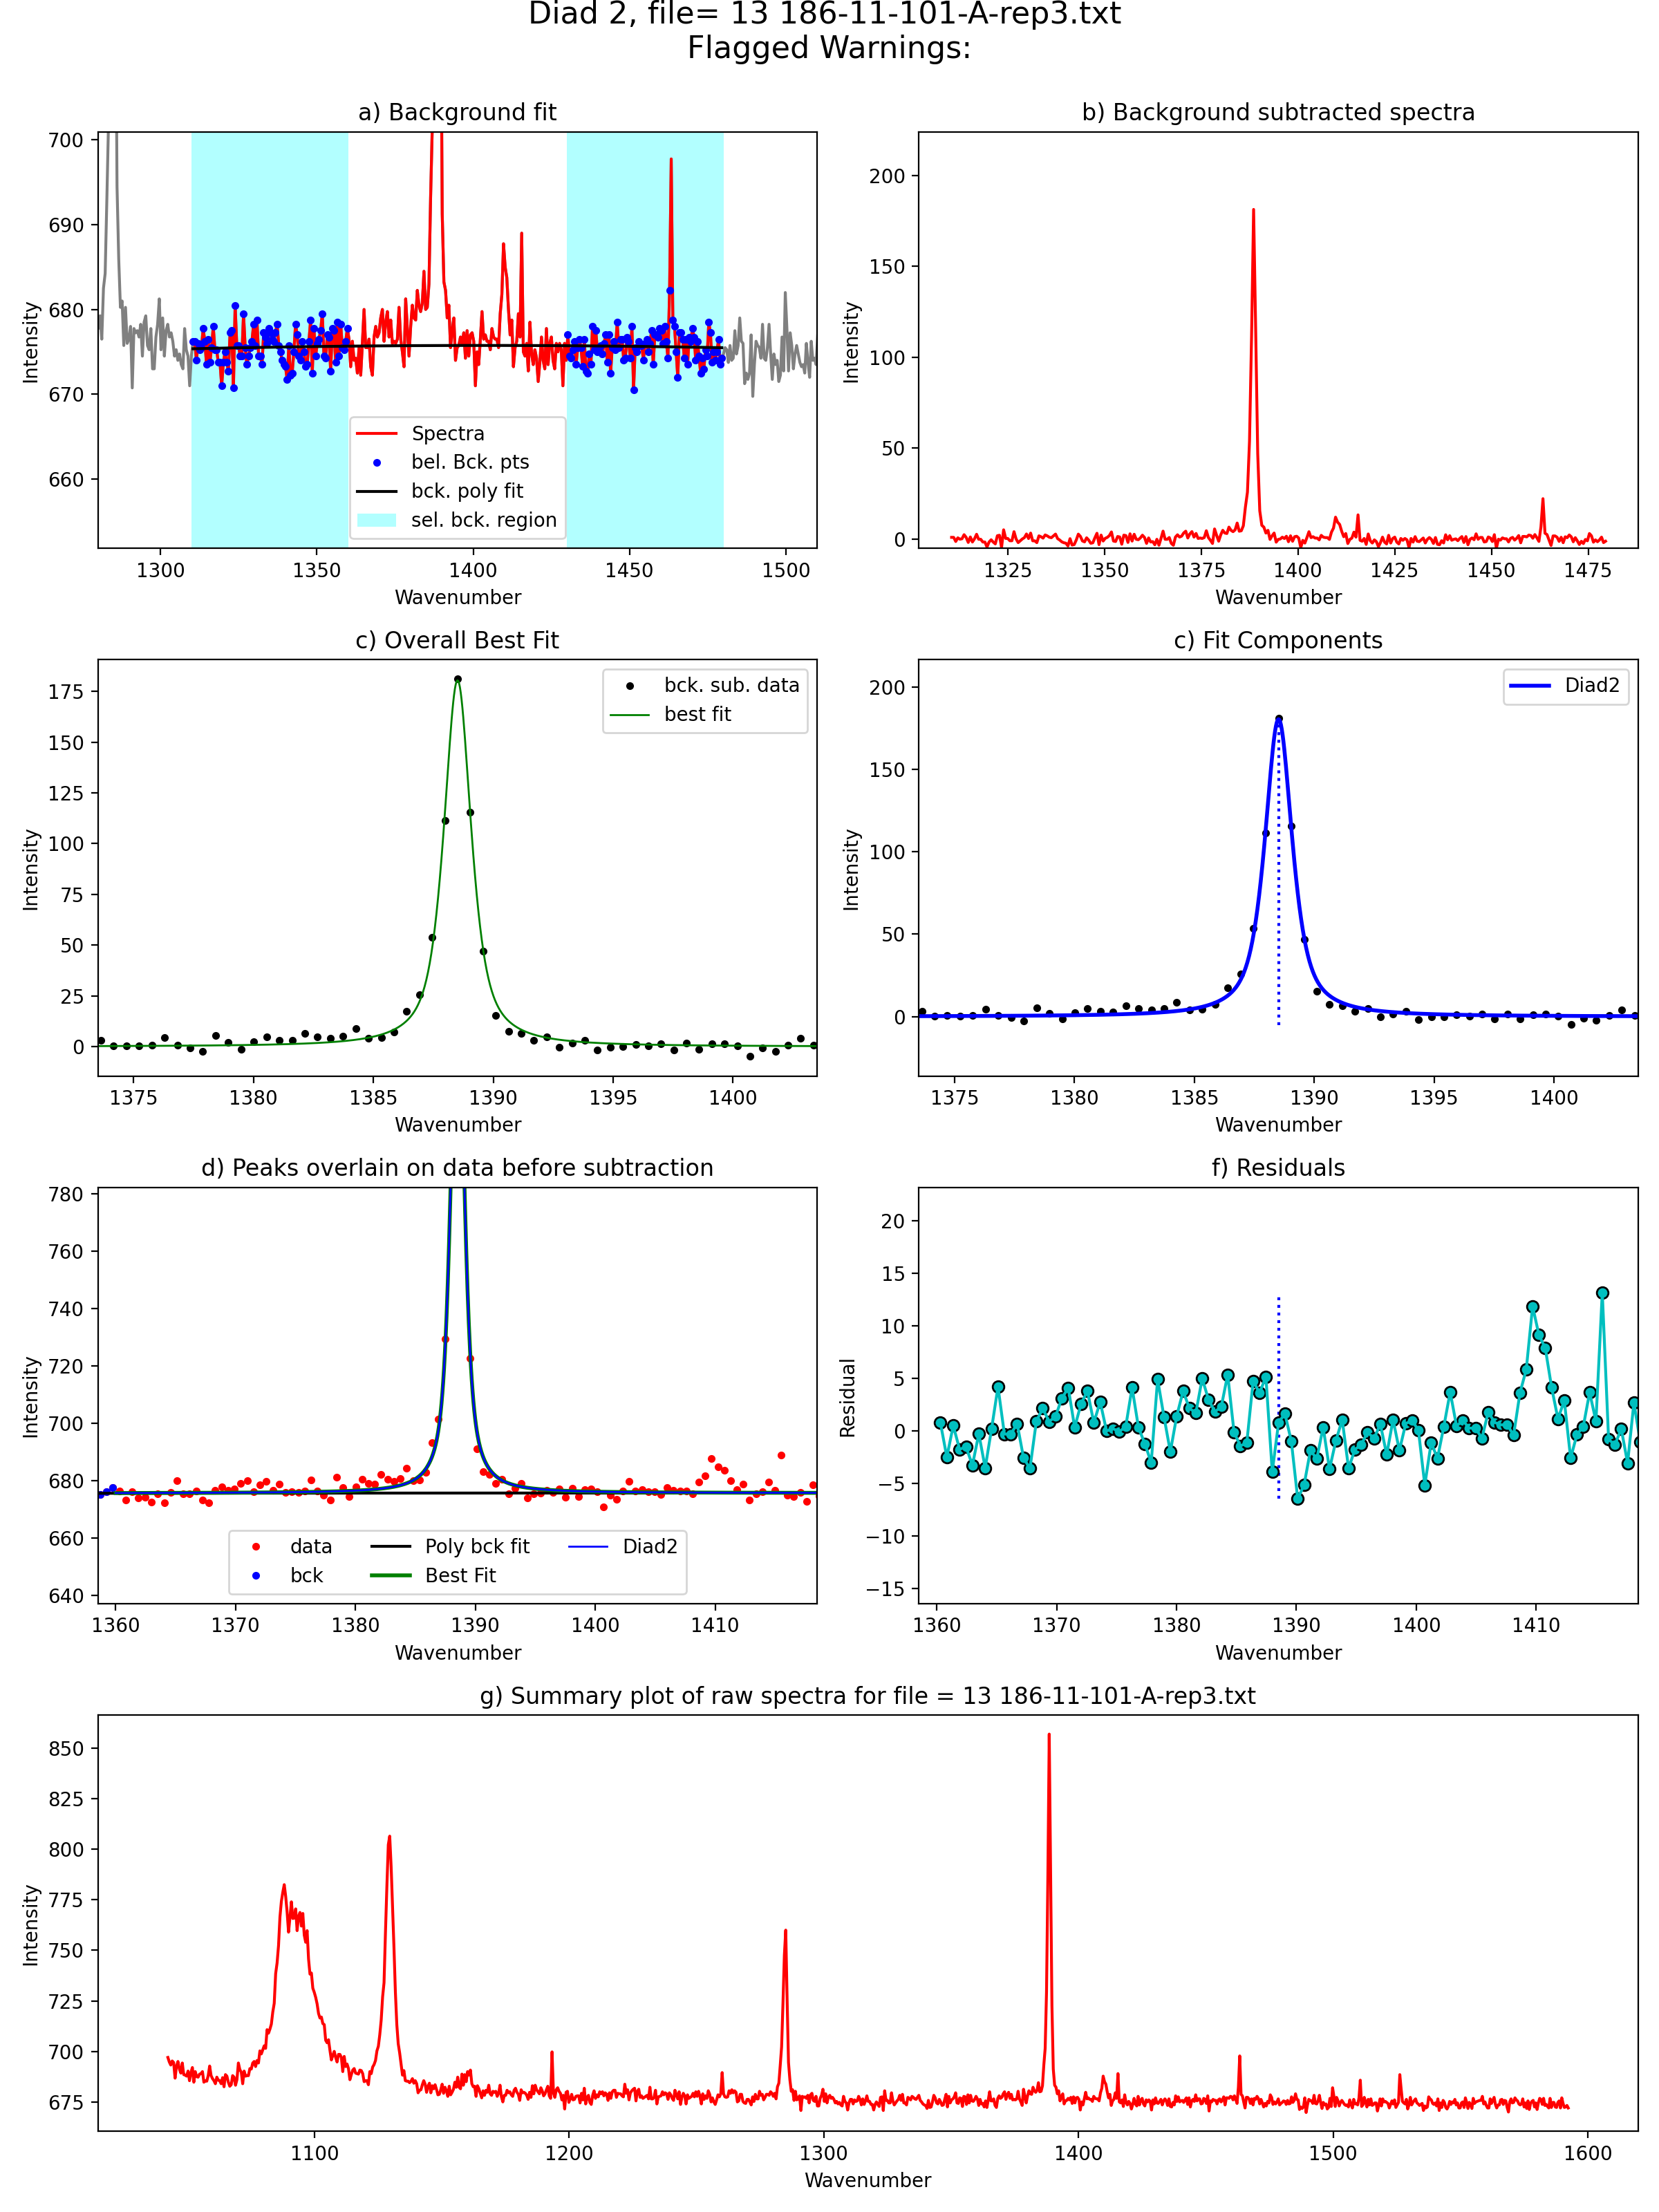 Diad 2, file= 13 186-11-101-A-rep3.txt
Flagged Warnings:
a) Background fit
700
690
680
670
660
Intensity
1300 1350 1400 1450 1500
Wavenumber
Spectra
bel. Bck. pts
bck. poly fit
sel. bck. region
b) Background subtracted spectra
200
150
100
50
0
Intensity
1325 1350 1375 1400 1425 1450 1475
Wavenumber
c) Overall Best Fit
175
150
125
100
75
50
25
0
Intensity
1375 1380 1385 1390 1395 1400
Wavenumber
bck. sub. data
best fit
c) Fit Components
200
150
100
50
0
Intensity
1375 1380 1385 1390 1395 1400
Wavenumber
Diad2
d) Peaks overlain on data before subtraction
780
760
740
720
700
680
660
640
Intensity
1360 1370 1380 1390 1400 1410
Wavenumber
data Poly bck fit Diad2
bck Best Fit
f) Residuals
20
15
10
5
0
−5
−10
−15
Residual
1360 1370 1380 1390 1400 1410
Wavenumber
g) Summary plot of raw spectra for file = 13 186-11-101-A-rep3.txt
850
825
800
775
750
725
700
675
Intensity
1100 1200 1300 1400 1500 1600
Wavenumber